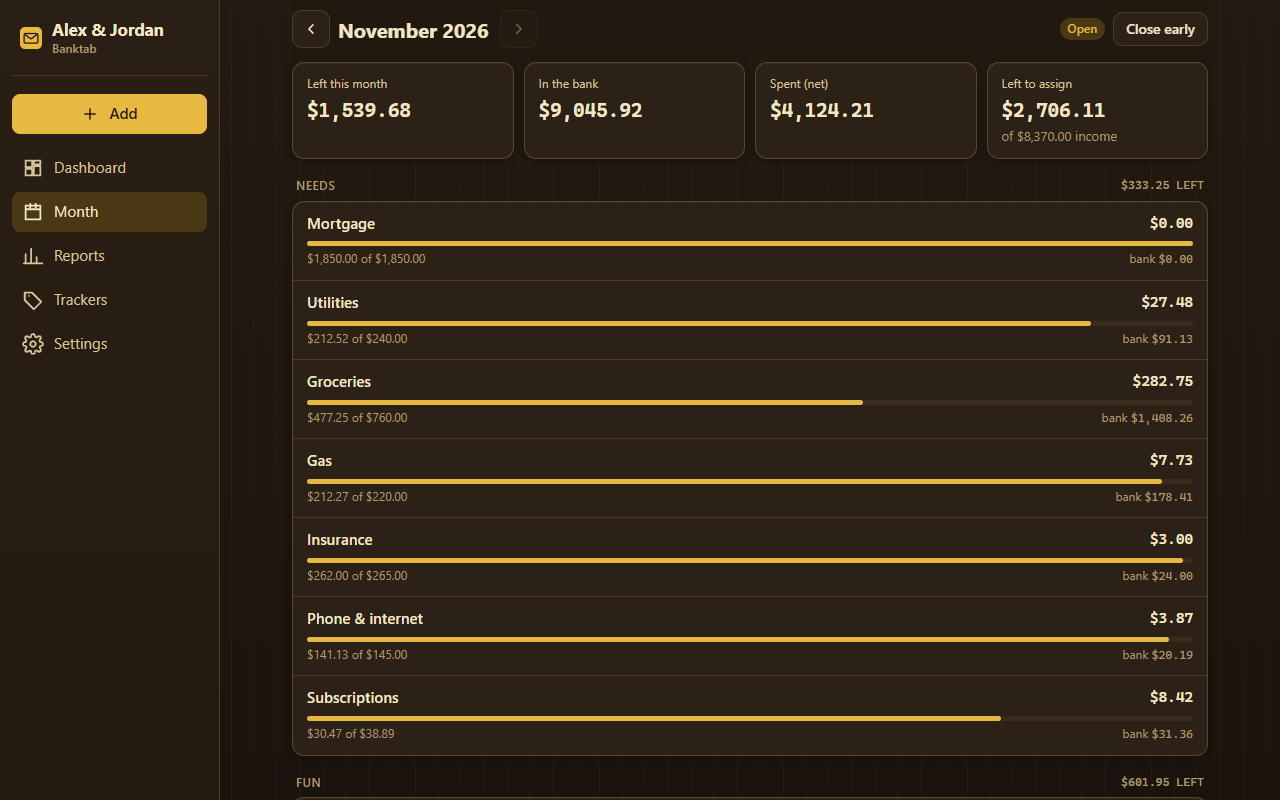 Alex & Jordan
Banktab
Add
Dashboard
Month
Reports
Trackers
Settings
November 2026
Open
Close early
Left this month
$1,539.68
In the bank
$9,045.92
Spent (net)
$4,124.21
Left to assign
$2,706.11
of $8,370.00 income
NEEDS
$333.25 LEFT
Mortgage
$0.00
$1,850.00 of $1,850.00
bank $0.00
Utilities
$27.48
$212.52 of $240.00
bank $91.13
Groceries
$282.75
$477.25 of $760.00
bank $1,408.26
Gas
$7.73
$212.27 of $220.00
bank $178.41
Insurance
$3.00
$262.00 of $265.00
bank $24.00
Phone & internet
$3.87
$141.13 of $145.00
bank $20.19
Subscriptions
$8.42
$30.47 of $38.89
bank $31.36
FUN
$601.95 LEFT